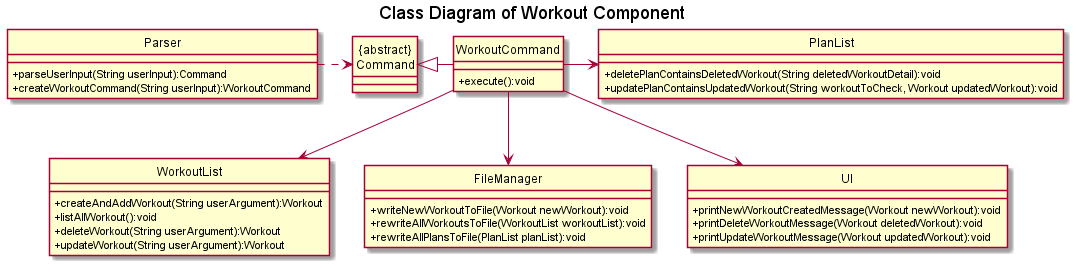 Class Diagram of Workout Component
Parser
+parseUserInput(String userInput):Command
+createWorkoutCommand(String userInput):WorkoutCommand
{abstract}
Command
WorkoutCommand
+execute():void
PlanList
+deletePlanContainsDeletedWorkout(String deletedWorkoutDetail):void
+updatePlanContainsUpdatedWorkout(String workoutToCheck, Workout updatedWorkout):void
WorkoutList
+createAndAddWorkout(String userArgument):Workout
+listAllWorkout():void
+deleteWorkout(String userArgument):Workout
+updateWorkout(String userArgument):Workout
FileManager
+writeNewWorkoutToFile(Workout newWorkout):void
+rewriteAllWorkoutsToFile(WorkoutList workoutList):void
+rewriteAllPlansToFile(PlanList planList):void
UI
+printNewWorkoutCreatedMessage(Workout newWorkout):void
+printDeleteWorkoutMessage(Workout deletedWorkout):void
+printUpdateWorkoutMessage(Workout updatedWorkout):void